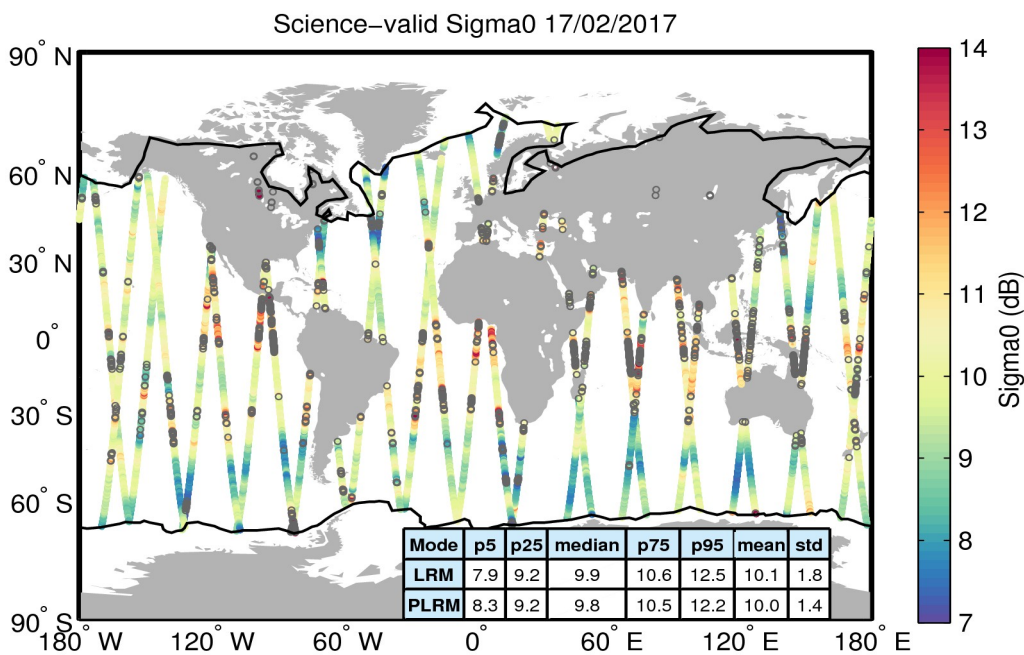 Science−valid Sigma0 17/02/2017
90° N
60° N
30° N
0°
30° S
60° S
90° S
180° W 120° W 60° W 0° 60° E 120° E 180° E
14
13
12
11
10
9
8
7
Sigma0 (dB)
Mode p5 p25 median p75 p95 mean std
LRM 7.9 9.2 9.9 10.6 12.5 10.1 1.8
PLRM 8.3 9.2 9.8 10.5 12.2 10.0 1.4